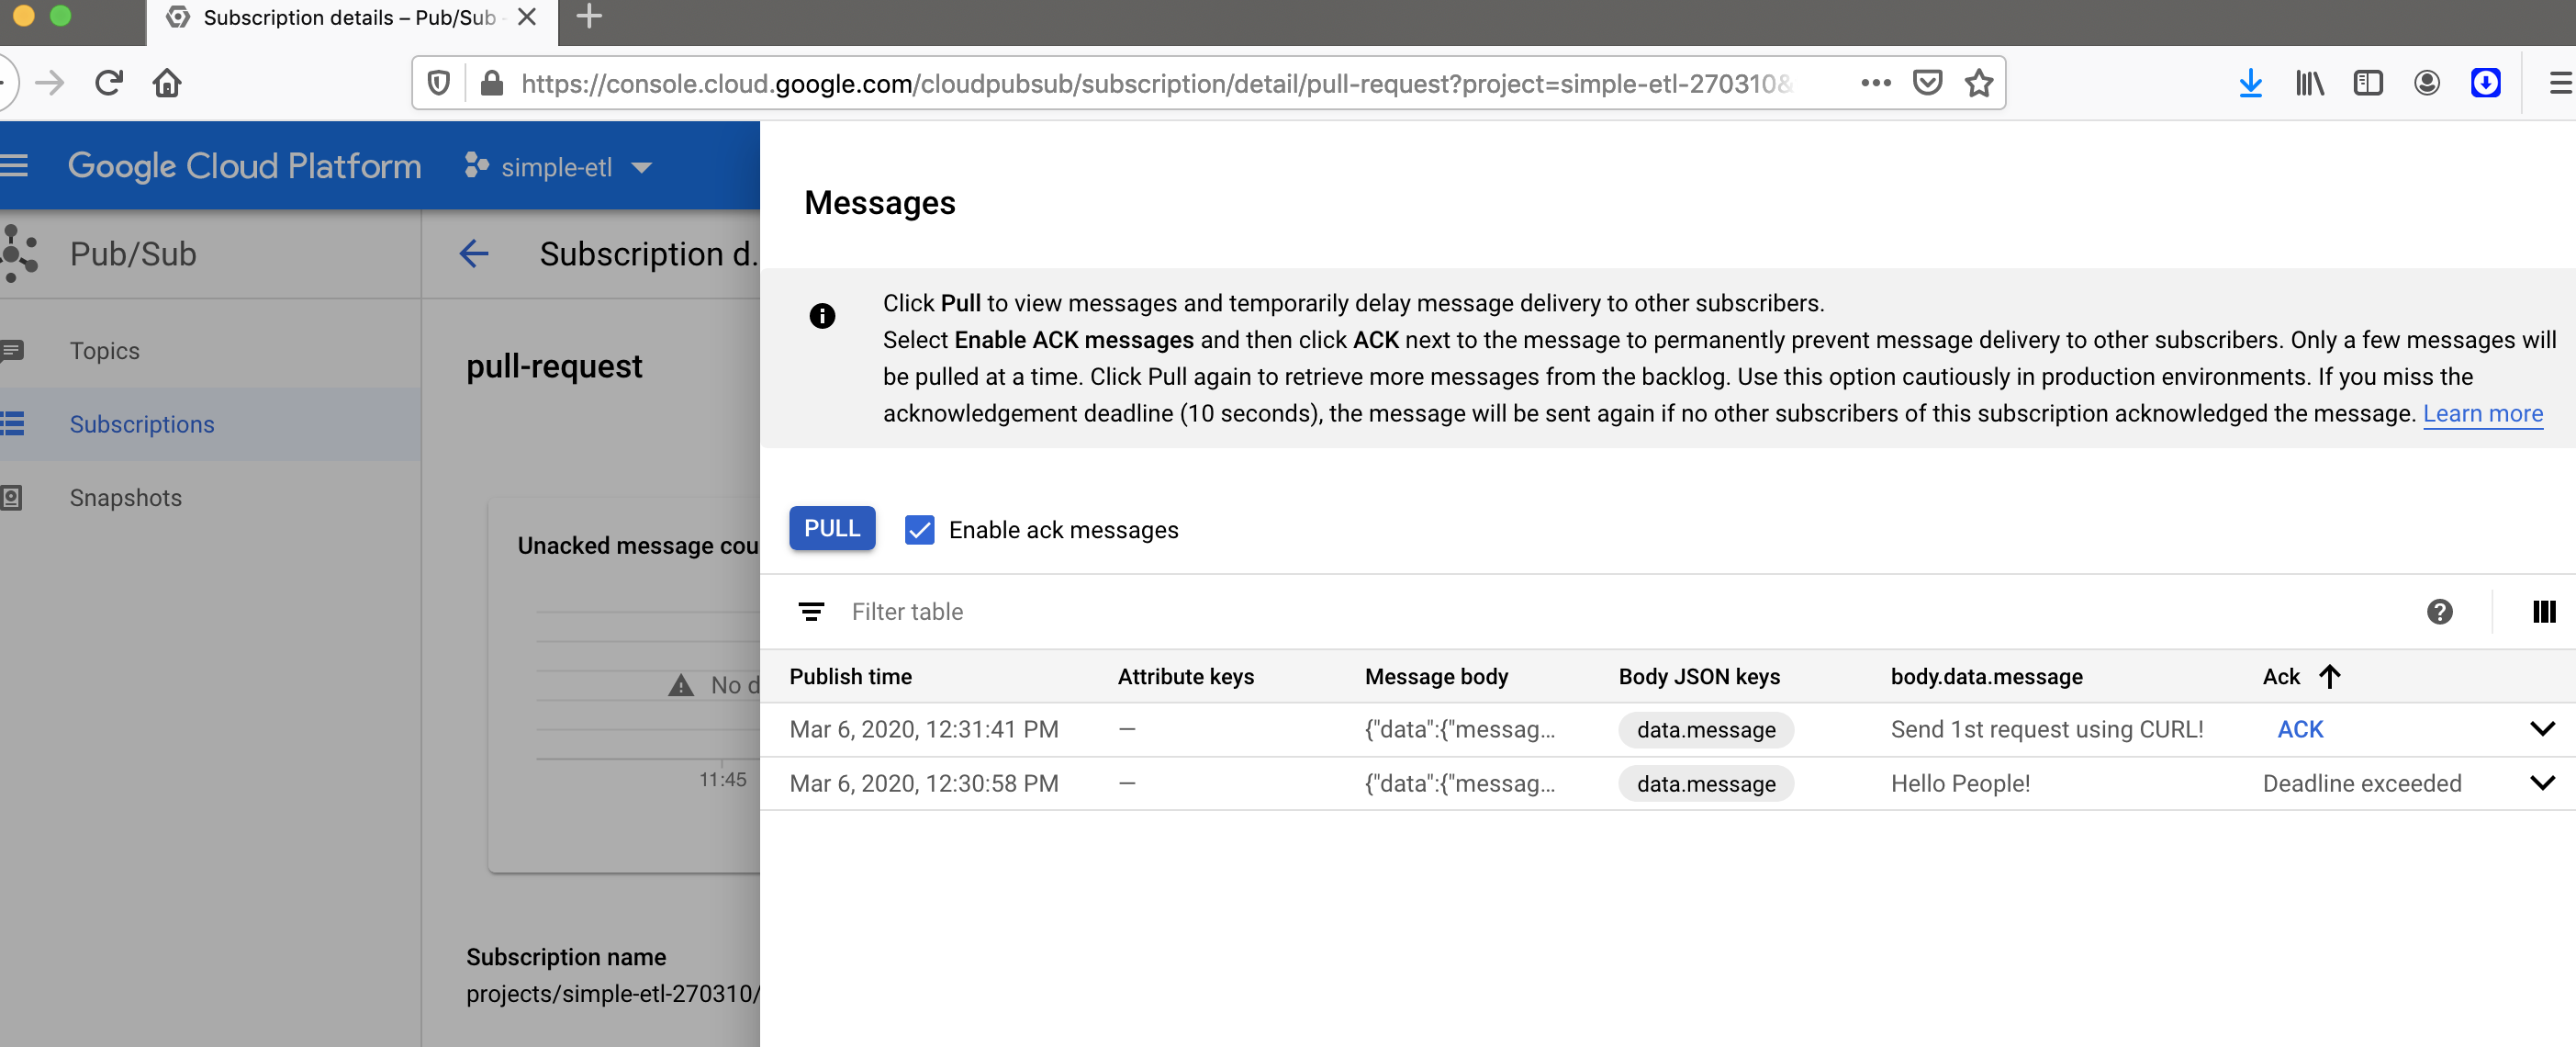 Subscription details – Pub/Sub
https://console.cloud.google.com/cloudpubsub/subscription/detail/pull-request?project=simple-etl-270310&
Google Cloud Platform
simple-etl
Pub/Sub
Topics
Subscriptions
Snapshots
Subscription d...
pull-request
Unacked message cou
No d
11:45
Subscription name
projects/simple-etl-270310/
Messages
Click Pull to view messages and temporarily delay message delivery to other subscribers.
Select Enable ACK messages and then click ACK next to the message to permanently prevent message delivery to other subscribers. Only a few messages will
be pulled at a time. Click Pull again to retrieve more messages from the backlog. Use this option cautiously in production environments. If you miss the
acknowledgement deadline (10 seconds), the message will be sent again if no other subscribers of this subscription acknowledged the message. Learn more
PULL Enable ack messages
Filter table
Publish time Attribute keys Message body Body JSON keys body.data.message Ack
Mar 6, 2020, 12:31:41 PM — {"data":{"messag... data.message Send 1st request using CURL! ACK
Mar 6, 2020, 12:30:58 PM — {"data":{"messag... data.message Hello People! Deadline exceeded